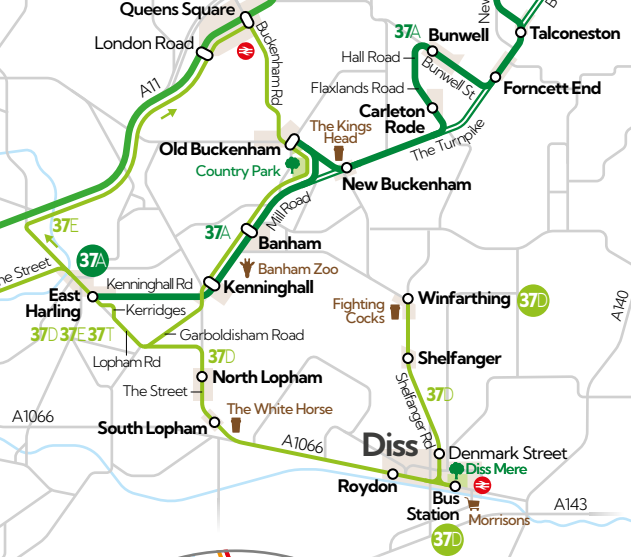 Queens Square
London Road
Buckenham Rd
A11
37A
Bunwell
Hall Road
Bunwell St
Flaxlands Road
Carleton
Rode
Talconeston
Forncett End
The Turnpike
The Kings
Head
Old Buckenham
Country Park
New Buckenham
Mill Road
37E
37A
37A
Banham
Banham Zoo
Kenninghall Rd
Kenninghall
East
Harling
37D 37E 37T
Kerridges
Garboldisham Road
Lopham Rd
37D
North Lopham
The Street
A1066
South Lopham
The White Horse
A1066
Winfarthing
37D
Fighting
Cocks
Shelfanger
37D
Shelfanger Rd
A140
Diss
Denmark Street
Diss Mere
Roydon
Bus
Station
Morrisons
A143
37D